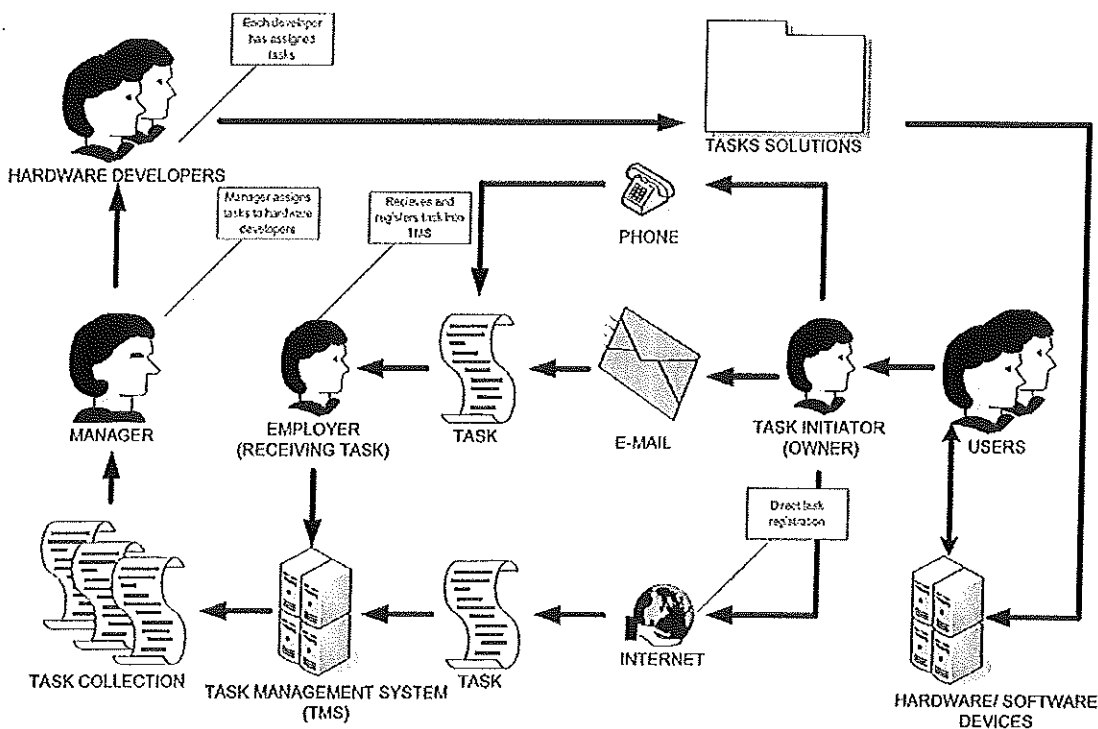 Each developer
has assigned
tasks
TASKS SOLUTIONS
HARDWARE DEVELOPERS
Manager assigns
tasks to hardware
developers
Recieves and
registers task into
TMS
PHONE
MANAGER
EMPLOYER
(RECEIVING TASK)
TASK
E-MAIL
TASK INITIATOR
(OWNER)
USERS
Direct task
registration
TASK COLLECTION
TASK MANAGEMENT SYSTEM
(TMS)
TASK
INTERNET
HARDWARE/ SOFTWARE
DEVICES